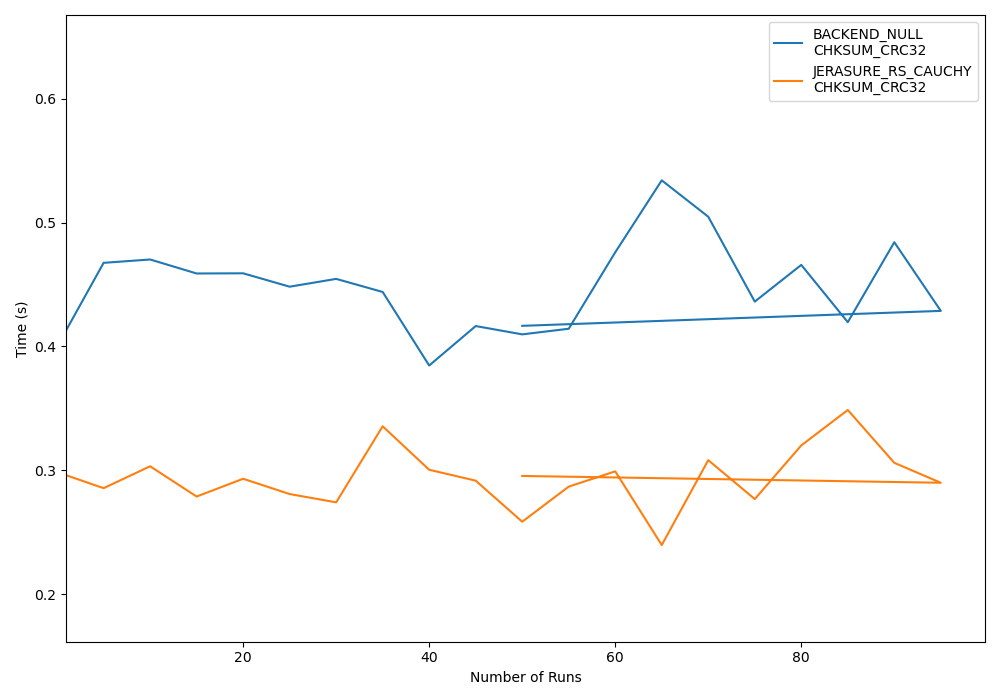 BACKEND_NULL
CHKSUM_CRC32
JERASURE_RS_CAUCHY
CHKSUM_CRC32
0.6
0.5
0.4
0.3
0.2
Time (s)
20 40 60 80
Number of Runs